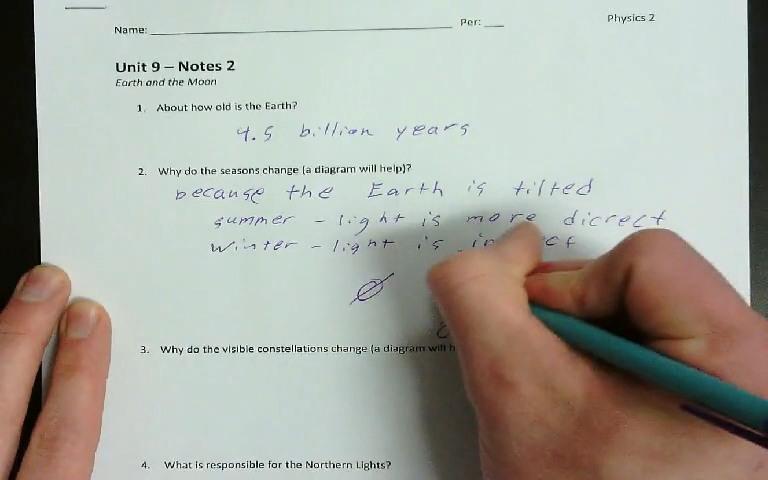 Name: Per: Physics 2
Unit 9 – Notes 2
Earth and the Moon
1. About how old is the Earth?
4.5 billion years
2. Why do the seasons change (a diagram will help)?
because the Earth is tilted
summer - light is more dicrect
winter - light is
3. Why do the visible constellations change (a diagram will
4. What is responsible for the Northern Lights?